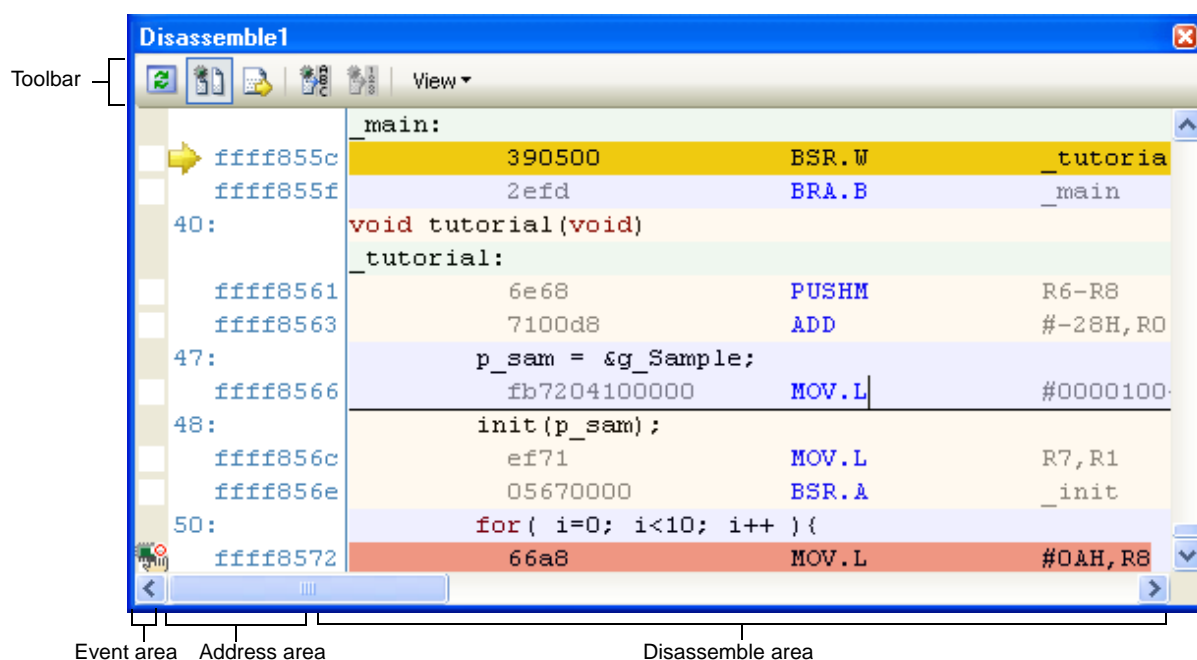 Disassemble1
Toolbar
View
_main:
ffff855c 390500 BSR.W _tutoria
ffff855f 2efd BRA.B _main
40: void tutorial(void)
_tutorial:
ffff8561 6e68 PUSHM R6-R8
ffff8563 7100d8 ADD #-28H,R0
47: p_sam = &g_Sample;
ffff8566 fb7204100000 MOV.L #0000100
48: init(p_sam);
ffff856c ef71 MOV.L R7,R1
ffff856e 05670000 BSR.A _init
50: for( i=0; i<10; i++ ){
ffff8572 66a8 MOV.L #0AH,R8
Event area Address area Disassemble area